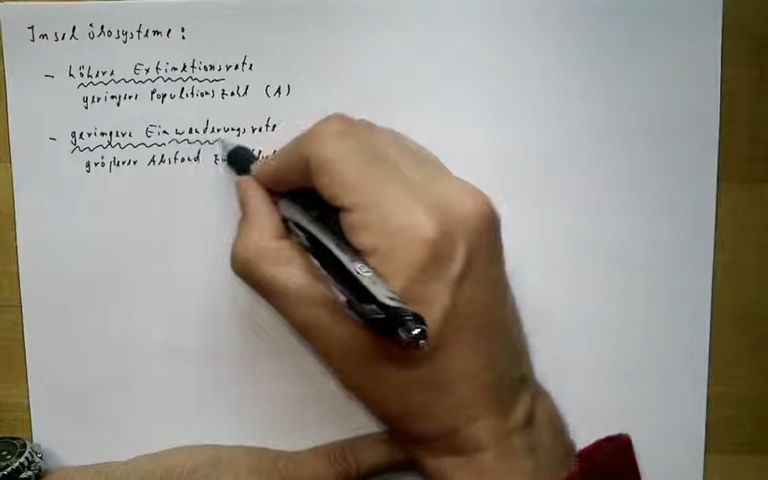 Inselökosysteme:
- höhere Extinktionsrate
geringere Populationszahl (A)
- geringere Einwanderungsrate
größerer Abstand